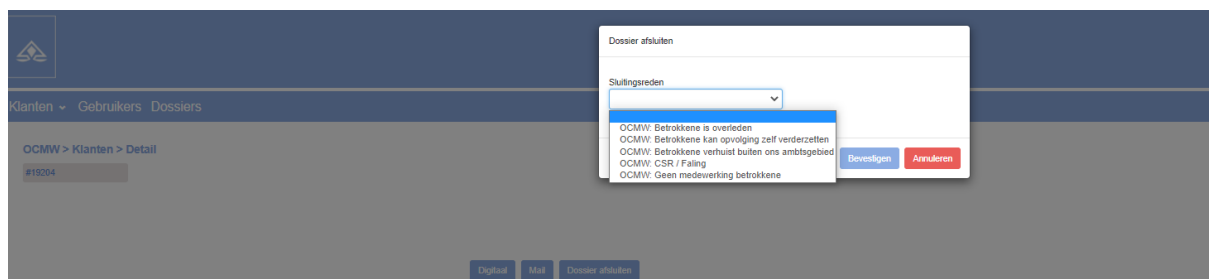 Dossier afsluiten
Sluitingsreden
Klanten Gebruikers Dossiers
OCMW: Betrokkene is overleden
OCMW: Betrokkene kan opvolging zelf verderzetten
OCMW: Betrokkene verhuist buiten ons ambtsgebied
OCMW: CSR / Faling
OCMW: Geen medewerking betrokkene
Bevestigen Annuleren
OCMW > Klanten > Detail
#19204
Digitaal Mail Dossier afsluiten